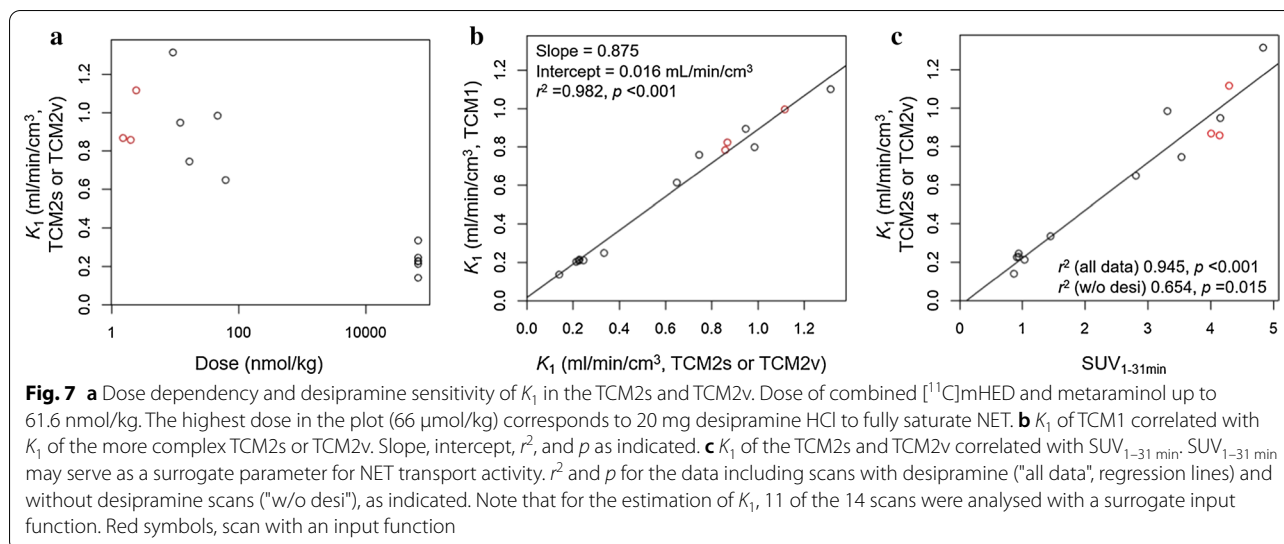 a
K1 (ml/min/cm³,
TCM2s or TCM2v)
0.0 0.2 0.4 0.6 0.8 1.0 1.2
1 100 10000
Dose (nmol/kg)
b
Slope = 0.875
Intercept = 0.016 mL/min/cm³
r² =0.982, p <0.001
K1 (ml/min/cm³, TCM1)
0.0 0.2 0.4 0.6 0.8 1.0 1.2
0.0 0.2 0.4 0.6 0.8 1.0 1.2
K1 (ml/min/cm³, TCM2s or TCM2v)
c
K1 (ml/min/cm³,
TCM2s or TCM2v)
0.0 0.2 0.4 0.6 0.8 1.0 1.2
r² (all data) 0.945, p <0.001
r² (w/o desi) 0.654, p =0.015
0 1 2 3 4 5
SUV1-31min
Fig. 7 a Dose dependency and desipramine sensitivity of K1 in the TCM2s and TCM2v. Dose of combined [¹¹C]mHED and metaraminol up to
61.6 nmol/kg. The highest dose in the plot (66 µmol/kg) corresponds to 20 mg desipramine HCl to fully saturate NET. b K1 of TCM1 correlated with
K1 of the more complex TCM2s or TCM2v. Slope, intercept, r², and p as indicated. c K1 of the TCM2s and TCM2v correlated with SUV1–31 min. SUV1–31 min
may serve as a surrogate parameter for NET transport activity. r² and p for the data including scans with desipramine ("all data", regression lines) and
without desipramine scans ("w/o desi"), as indicated. Note that for the estimation of K1, 11 of the 14 scans were analysed with a surrogate input
function. Red symbols, scan with an input function